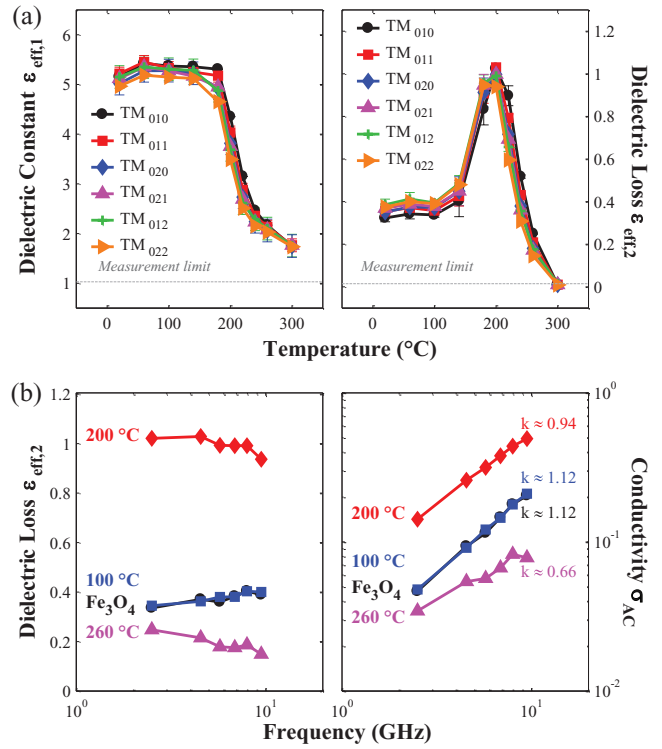 (a)
Dielectric Constant ε eff,1
6
5
4
3
2
1
TM 010
TM 011
TM 020
TM 021
TM 012
TM 022
Measurement limit
0 100 200 300
TM 010
TM 011
TM 020
TM 021
TM 012
TM 022
Measurement limit
0 100 200 300
1.2
1
0.8
0.6
0.4
0.2
0
Dielectric Loss ε eff,2
Temperature (°C)
(b)
Dielectric Loss ε eff,2
1.2
1
0.8
0.6
0.4
0.2
0
200 °C
100 °C
Fe3O4
260 °C
10^0 10^1
k ≈ 0.94
k ≈ 1.12
k ≈ 1.12
k ≈ 0.66
200 °C
100 °C
Fe3O4
260 °C
10^0 10^1
10^0
10^-1
10^-2
Conductivity σ AC
Frequency (GHz)